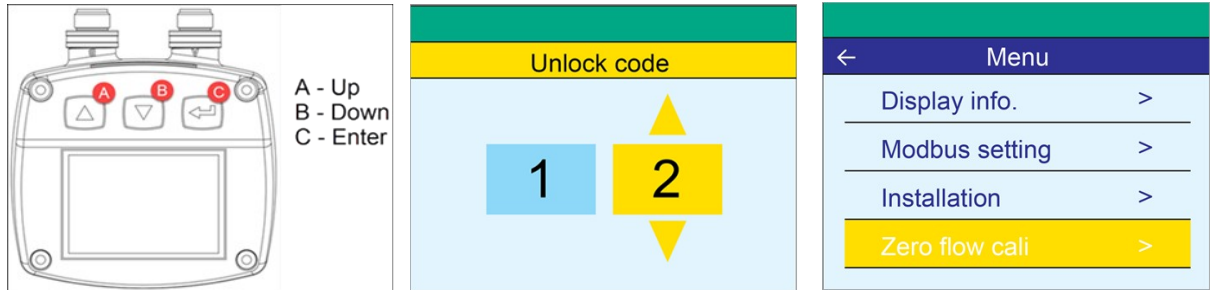 A
B
C
A - Up
B - Down
C - Enter
Unlock code
1
2
← Menu
Display info. >
Modbus setting >
Installation >
Zero flow cali >